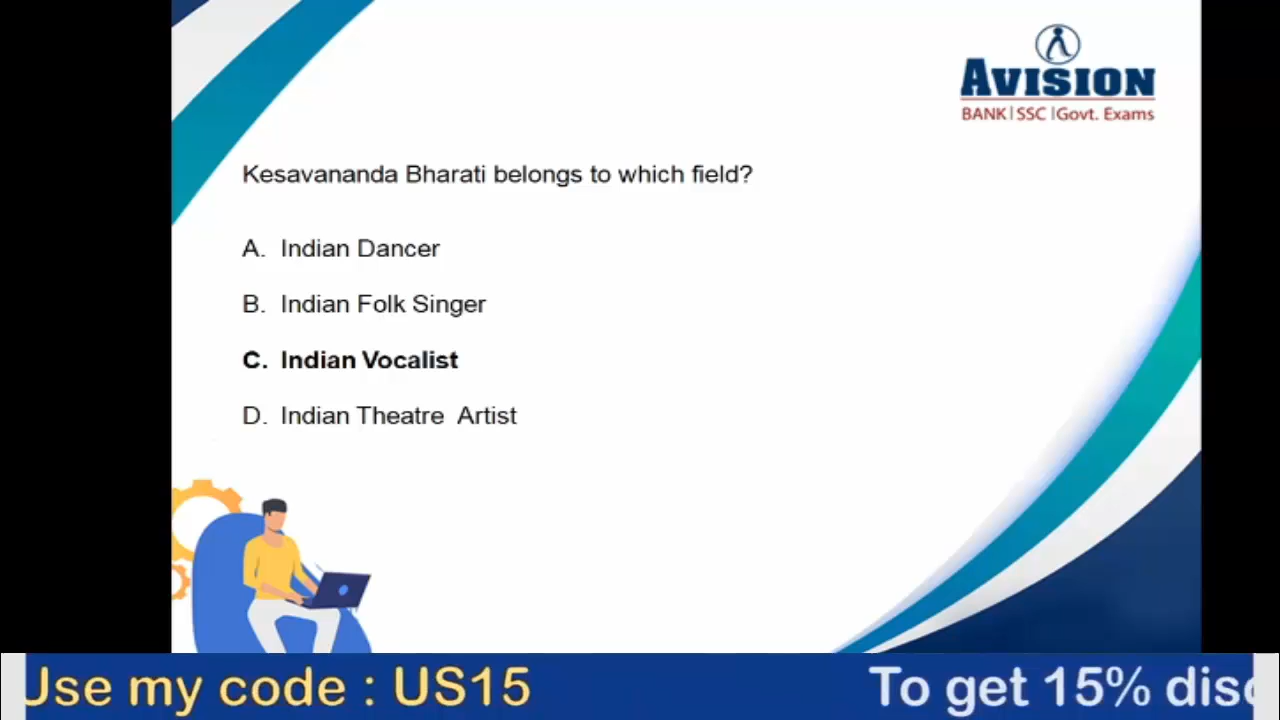 AVISION
BANK|SSC|Govt. Exams
Kesavananda Bharati belongs to which field?
A. Indian Dancer
B. Indian Folk Singer
C. Indian Vocalist
D. Indian Theatre Artist
Use my code : US15 To get 15%